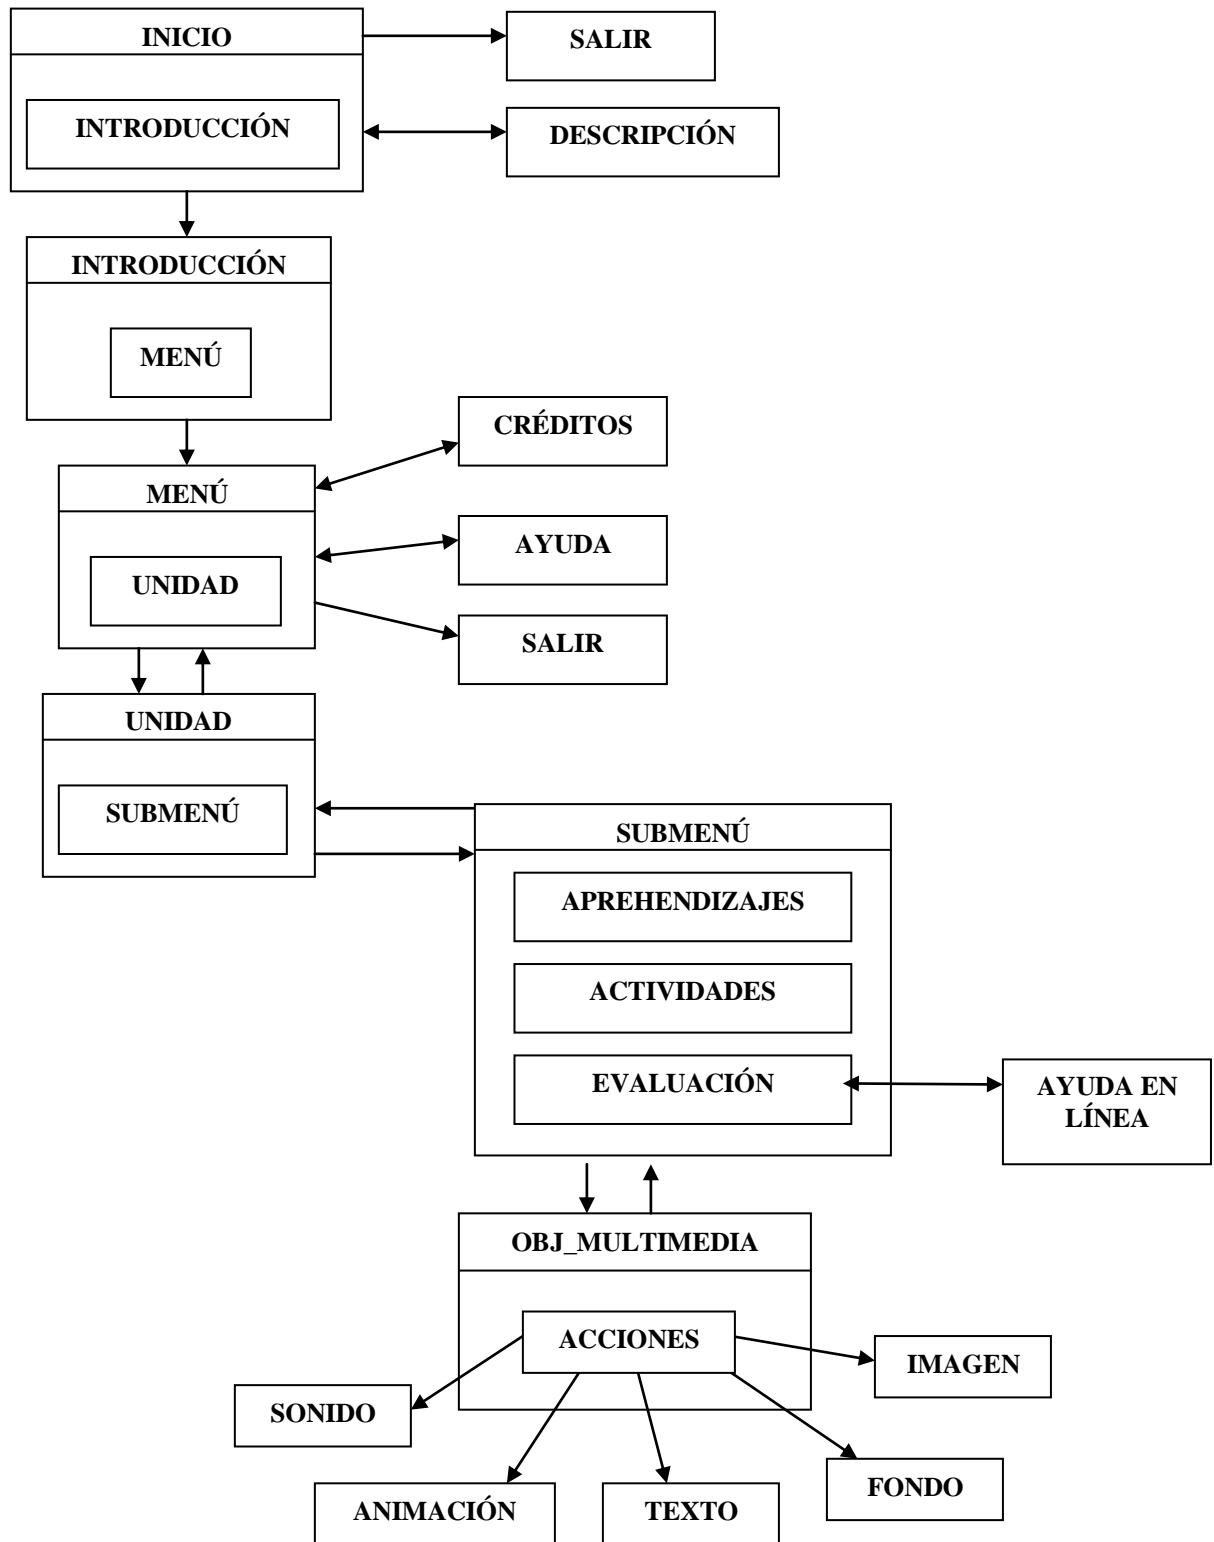 INICIO
SALIR
INTRODUCCIÓN
DESCRIPCIÓN
INTRODUCCIÓN
MENÚ
CRÉDITOS
MENÚ
AYUDA
UNIDAD
SALIR
UNIDAD
SUBMENÚ
SUBMENÚ
APREHENDIZAJES
ACTIVIDADES
EVALUACIÓN
AYUDA EN
LÍNEA
OBJ_MULTIMEDIA
ACCIONES
IMAGEN
SONIDO
FONDO
ANIMACIÓN
TEXTO